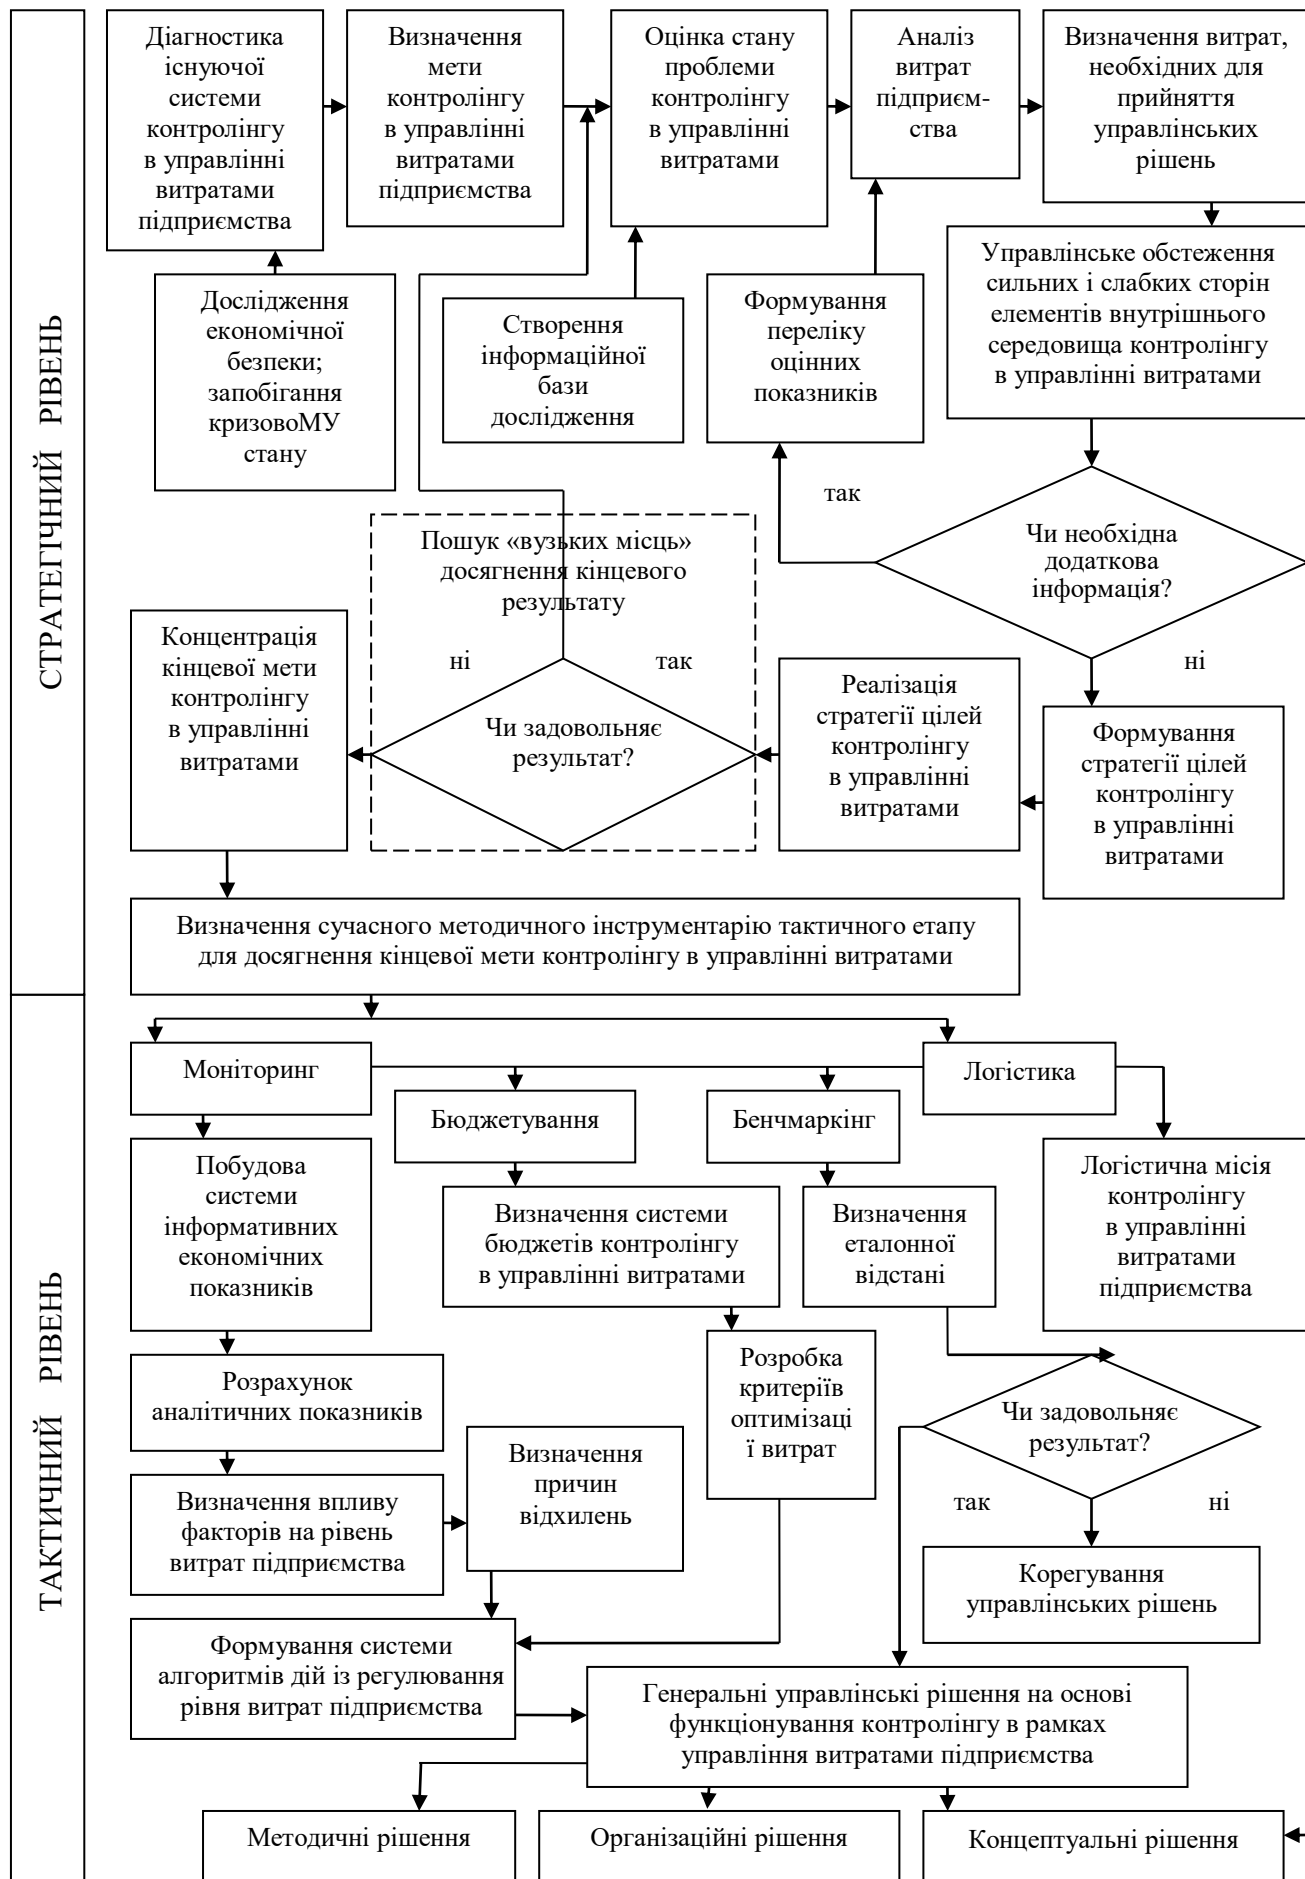 СТРАТЕГІЧНИЙ РІВЕНЬ
Діагностика
існуючої
системи
контролінгу
в управлінні
витратами
підприємства
Визначення
мети
контролінгу
в управлінні
витратами
підприємства
Оцінка стану
проблеми
контролінгу
в управлінні
витратами
Аналіз
витрат
підприєм-
ства
Визначення витрат,
необхідних для
прийняття
управлінських
рішень
Дослідження
економічної
безпеки;
запобігання
кризовоМУ
стану
Створення
інформаційної
бази
дослідження
Формування
переліку
оцінних
показників
Управлінське обстеження
сильних і слабких сторін
елементів внутрішнього
середовища контролінгу
в управлінні витратами
так
Чи необхідна
додаткова
інформація?
ні
Пошук «вузьких місць»
досягнення кінцевого
результату
ні
так
Чи задовольняє
результат?
Концентрація
кінцевої мети
контролінгу
в управлінні
витратами
Реалізація
стратегії цілей
контролінгу
в управлінні
витратами
Формування
стратегії цілей
контролінгу
в управлінні
витратами
Визначення сучасного методичного інструментарію тактичного етапу
для досягнення кінцевої мети контролінгу в управлінні витратами
ТАКТИЧНИЙ РІВЕНЬ
Моніторинг
Бюджетування
Бенчмаркінг
Логістика
Побудова
системи
інформативних
економічних
показників
Визначення системи
бюджетів контролінгу
в управлінні витратами
Визначення
еталонної
відстані
Логістична місія
контролінгу
в управлінні
витратами
підприємства
Розрахунок
аналітичних показників
Розробка
критеріїв
оптимізаці
ї витрат
Чи задовольняє
результат?
так
ні
Визначення впливу
факторів на рівень
витрат підприємства
Визначення
причин
відхилень
Корегування
управлінських рішень
Формування системи
алгоритмів дій із регулювання
рівня витрат підприємства
Генеральні управлінські рішення на основі
функціонування контролінгу в рамках
управління витратами підприємства
Методичні рішення
Організаційні рішення
Концептуальні рішення